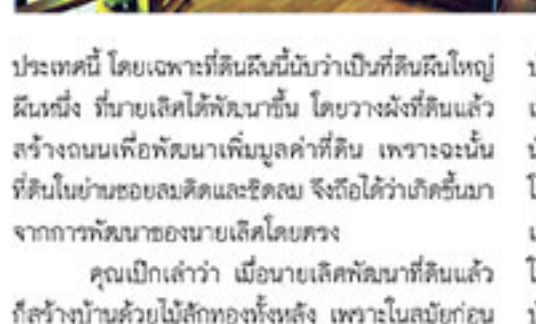 ประเทศนี้ โดยเฉพาะที่ดินผืนนี้นับว่าเป็นที่ดินผืนใหญ่
ผืนหนึ่ง ที่นายเลิศได้พัฒนาขึ้น โดยวางผังที่ดินแล้ว
สร้างถนนเพื่อพัฒนาเพิ่มมูลค่าที่ดิน เพราะฉะนั้น
ที่ดินในย่านซอยสมคิดและชิดลม จึงถือได้ว่าเกิดขึ้นมา
จากการพัฒนาของนายเลิศโดยตรง
คุณเป๊กเล่าว่า เมื่อนายเลิศพัฒนาที่ดินแล้ว
ก็สร้างบ้านด้วยไม้สักทองทั้งหลัง เพราะในสมัยก่อน